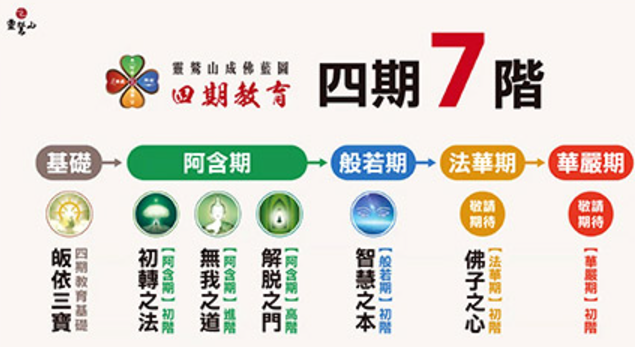 靈鷲山
靈鷲山成佛藍圖
四期教育
四期7階
基礎
阿含期
般若期
法華期
華嚴期
敬請
期待
敬請
期待
皈依三寶
四期教育基礎
初轉之法
【阿含期】初階
無我之道
【阿含期】進階
解脫之門
【阿含期】高階
智慧之本
【般若期】初階
佛子之心
【法華期】初階
【華嚴期】初階